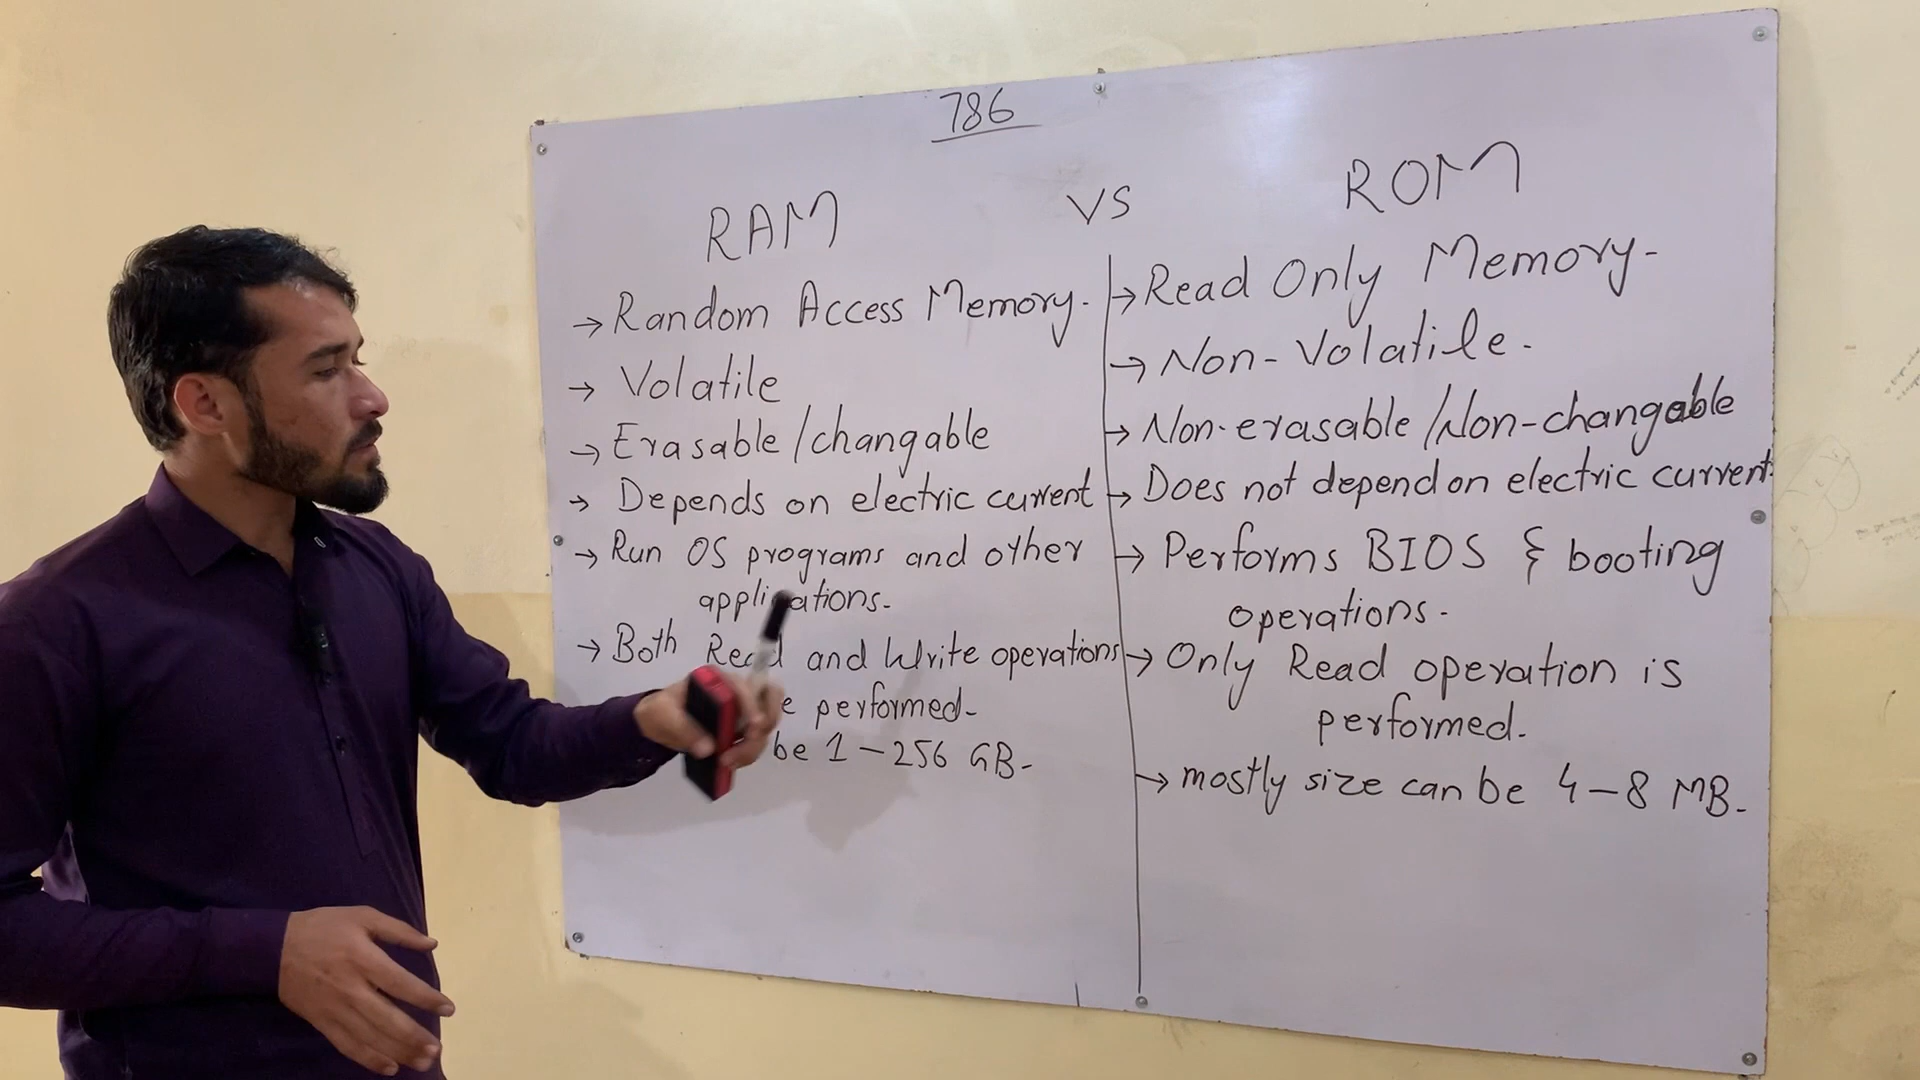 786
RAM vs ROM
→ Random Access Memory.
→ Volatile
→ Erasable/changable
→ Depends on electric current
→ Run OS programs and other
applications.
→ Both Read and Write operations
performed.
be 1-256 GB.
→ Read Only Memory.
→ Non-Volatile.
→ Non-erasable/Non-changable
→ Does not depend on electric current.
→ Performs BIOS & booting
operations.
→ Only Read operation is
performed.
→ mostly size can be 4-8 MB.